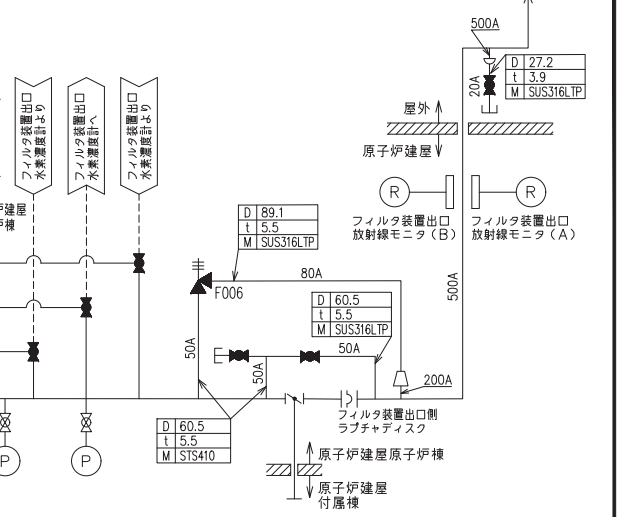 500A
D 27.2
t 3.9
M SUS316LTP
20A
屋外
原子炉建屋
フィルタ装置出口
水素濃度計より
フィルタ装置出口
水素濃度計へ
フィルタ装置出口
水素濃度計より
R
R
フィルタ装置出口
放射線モニタ（B）
フィルタ装置出口
放射線モニタ（A）
建屋
棟
D 89.1
t 5.5
M SUS316LTP
80A
F006
500A
D 60.5
t 5.5
M SUS316LTP
50A
50A
50A
200A
フィルタ装置出口側
ラプチャディスク
D 60.5
t 5.5
M STS410
P
P
原子炉建屋原子炉棟
原子炉建屋
付属棟